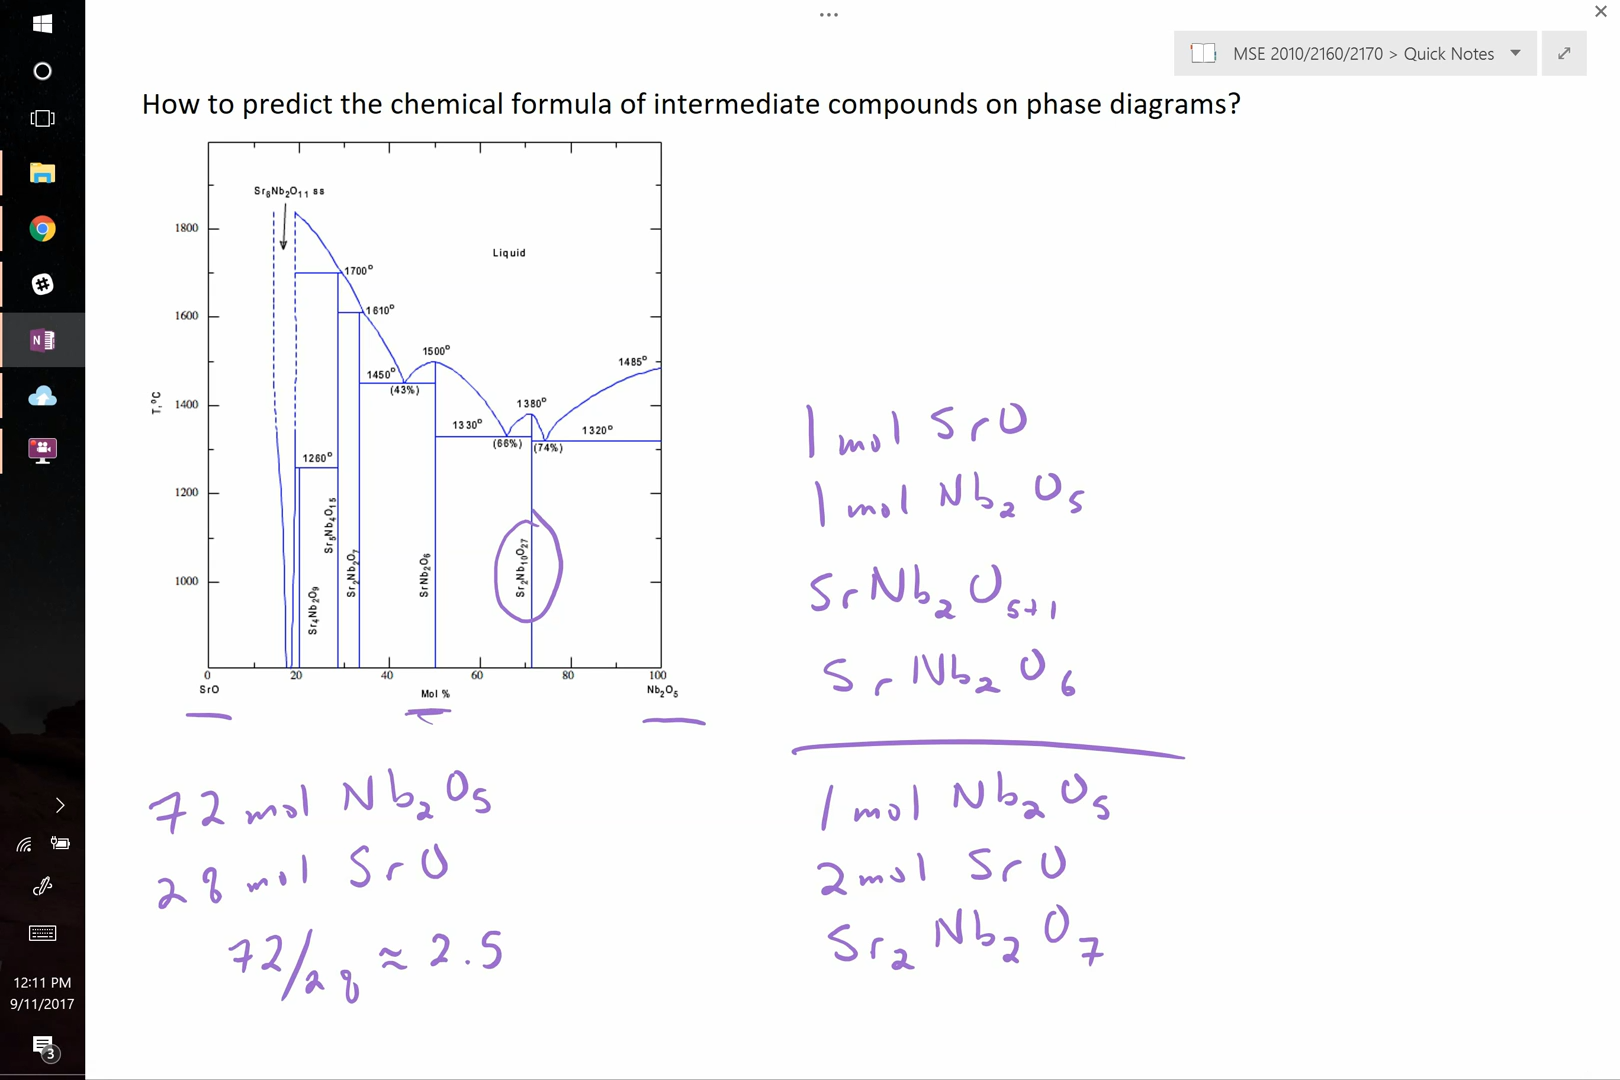 ...
MSE 2010/2160/2170 > Quick Notes
How to predict the chemical formula of intermediate compounds on phase diagrams?
Sr₆Nb₂O₁₁ ss
1800
Liquid
1700°
1610°
1600
1500°
1485°
1450°
(43%)
1400
1380°
1330°
1320°
(66%)
(74%)
1260°
1200
1000
T,°C
Sr₄Nb₂O₉
Sr₅Nb₄O₁₅
Sr₂Nb₂O₇
SrNb₂O₆
Sr₂Nb₁₀O₂₇
0 20 40 60 80 100
SrO Mol % Nb₂O₅
1 mol SrO
1 mol Nb₂O₅
SrNb₂O₅₊₁
SrNb₂O₆
72 mol Nb₂O₅
28 mol SrO
72/28 ≈ 2.5
1 mol Nb₂O₅
2 mol SrO
Sr₂Nb₂O₇
N
12:11 PM
9/11/2017
3